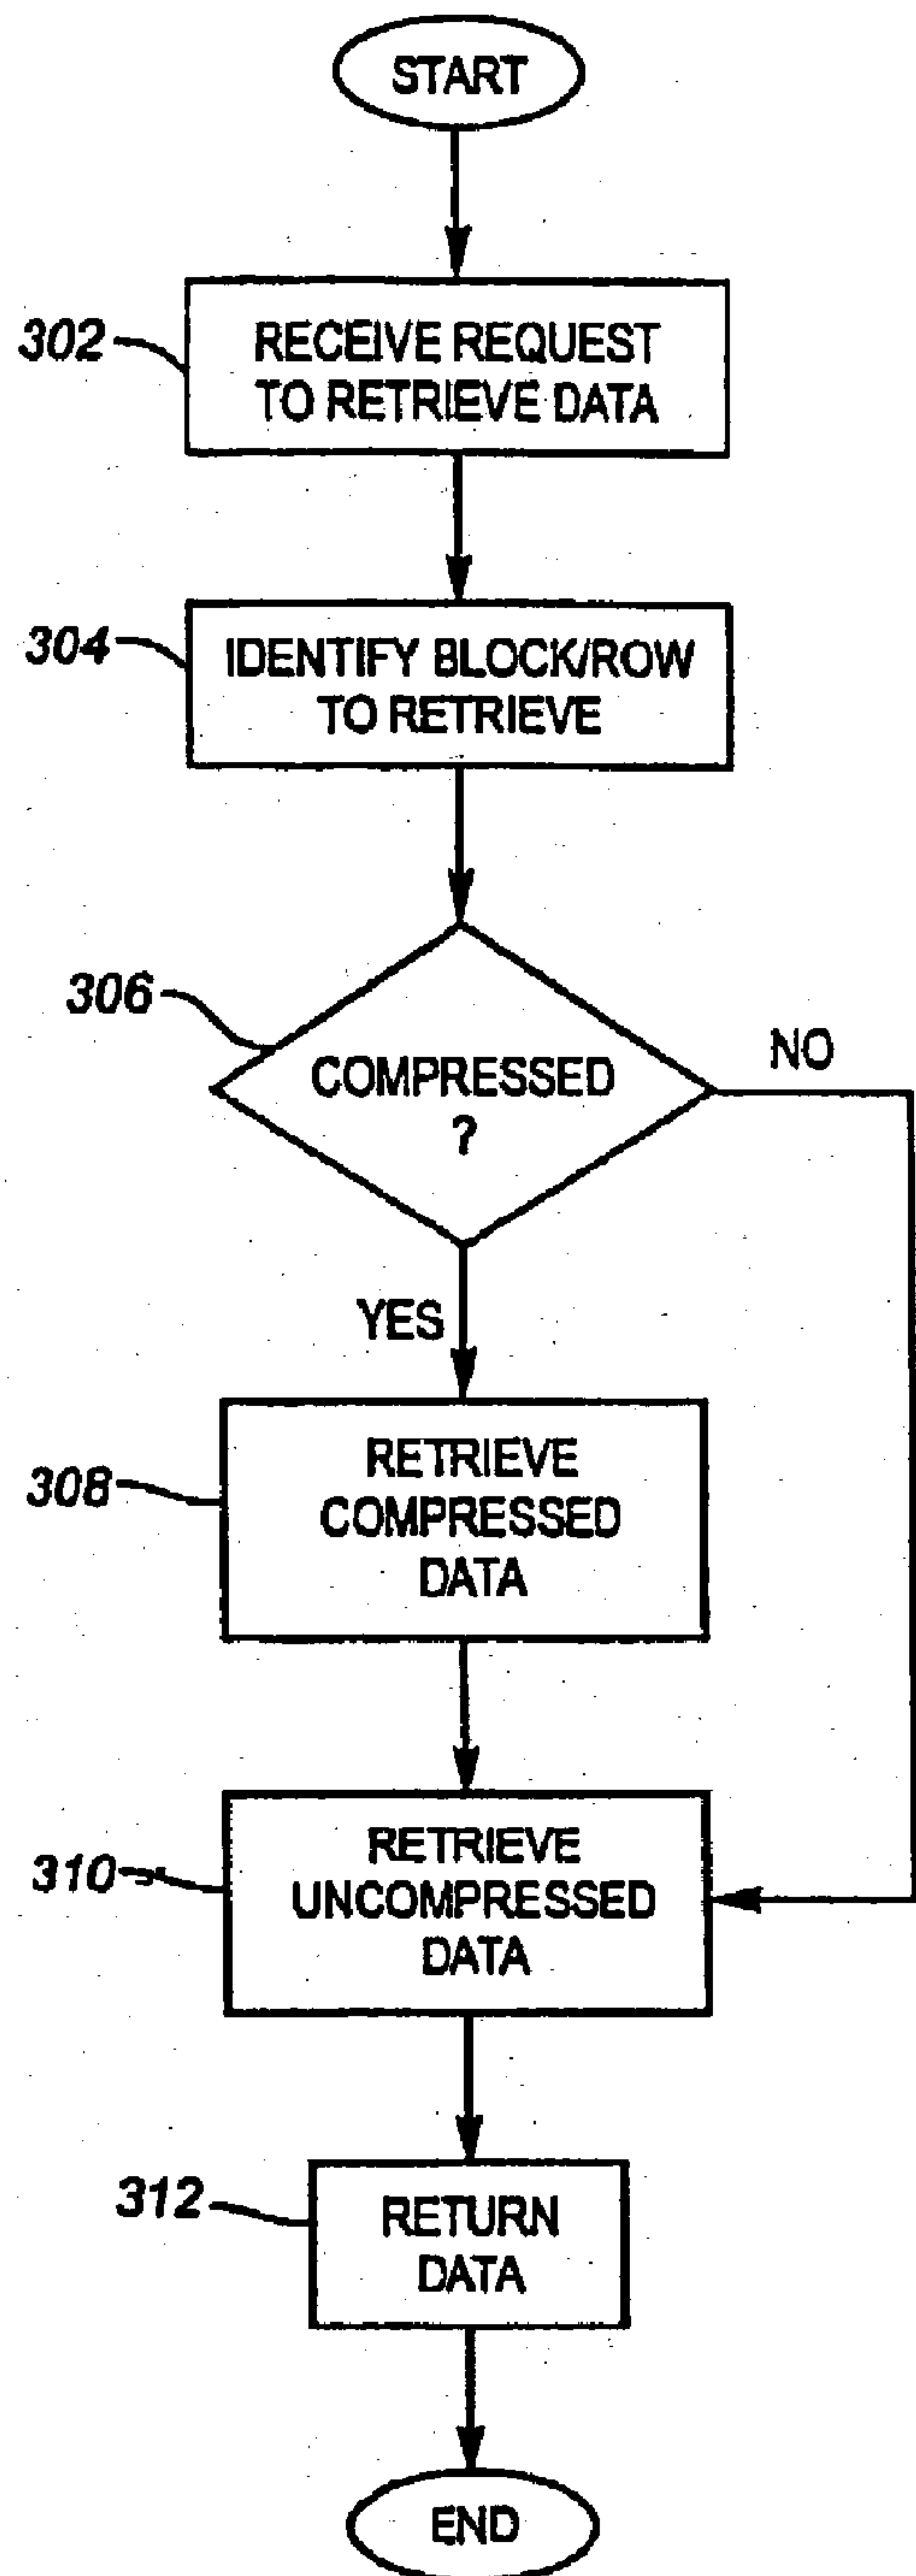 START
302
RECEIVE REQUEST
TO RETRIEVE DATA
304
IDENTIFY BLOCK/ROW
TO RETRIEVE
306
COMPRESSED
?
NO
YES
308
RETRIEVE
COMPRESSED
DATA
310
RETRIEVE
UNCOMPRESSED
DATA
312
RETURN
DATA
END